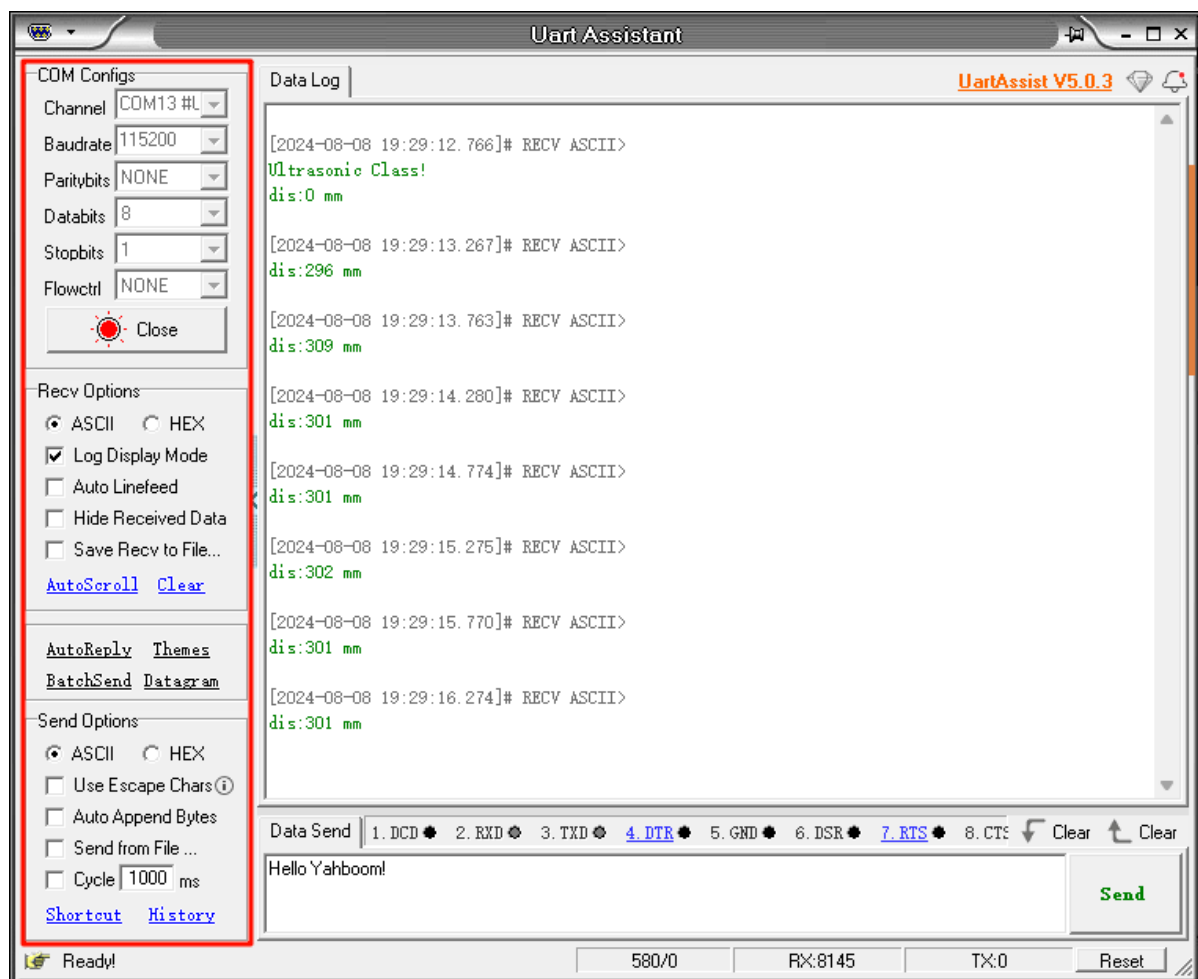 Uart Assistant
COM Configs
Channel COM13 #U
Baudrate 115200
Paritybits NONE
Databits 8
Stopbits 1
Flowctrl NONE
Close
Recv Options
ASCII HEX
Log Display Mode
Auto Linefeed
Hide Received Data
Save Recv to File...
AutoScroll Clear
AutoReply Themes
BatchSend Datagram
Send Options
ASCII HEX
Use Escape Chars
Auto Append Bytes
Send from File ...
Cycle 1000 ms
Shortcut History
Data Log UartAssist V5.0.3
[2024-08-08 19:29:12.766]# RECV ASCII>
Ultrasonic Class!
dis:0 mm
[2024-08-08 19:29:13.267]# RECV ASCII>
dis:296 mm
[2024-08-08 19:29:13.763]# RECV ASCII>
dis:309 mm
[2024-08-08 19:29:14.280]# RECV ASCII>
dis:301 mm
[2024-08-08 19:29:14.774]# RECV ASCII>
dis:301 mm
[2024-08-08 19:29:15.275]# RECV ASCII>
dis:302 mm
[2024-08-08 19:29:15.770]# RECV ASCII>
dis:301 mm
[2024-08-08 19:29:16.274]# RECV ASCII>
dis:301 mm
Data Send 1. DCD 2. RXD 3. TXD 4. DTR 5. GND 6. DSR 7. RTS 8. CTS Clear Clear
Hello Yahboom!
Send
Ready! 580/0 RX:8145 TX:0 Reset